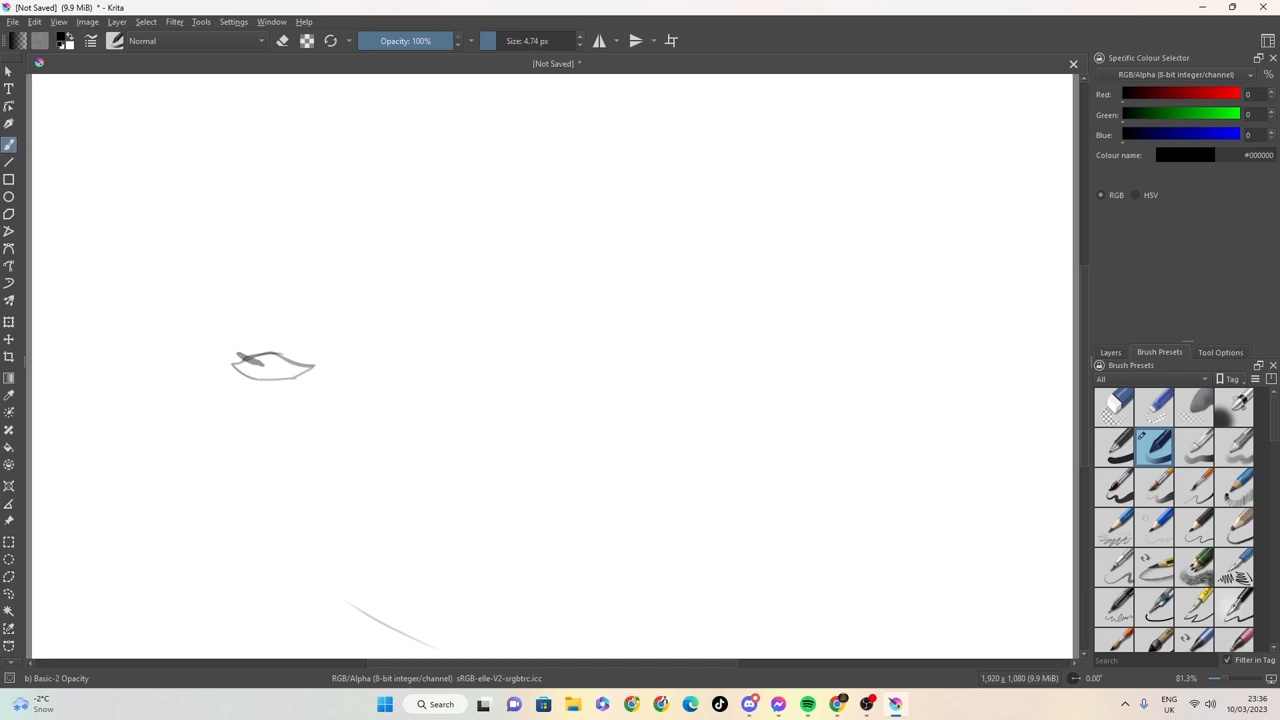 [Not Saved] (9.9 MiB) * - Krita
File Edit View Image Layer Select Filter Tools Settings Window Help
Normal
Opacity: 100%
Size: 4.74 px
[Not Saved] *
Specific Colour Selector
RGB/Alpha (8-bit integer/channel)
%
Red: 0
Green: 0
Blue: 0
Colour name: #000000
RGB HSV
Layers Brush Presets Tool Options
Brush Presets
All
Tag
Search
Filter in Tag
b) Basic-2 Opacity
RGB/Alpha (8-bit integer/channel) sRGB-elle-V2-srgbtrc.icc
1,920 x 1,080 (9.9 MiB)
0.00°
81.3%
-2°C
Snow
Search
ENG
UK
23:36
10/03/2023